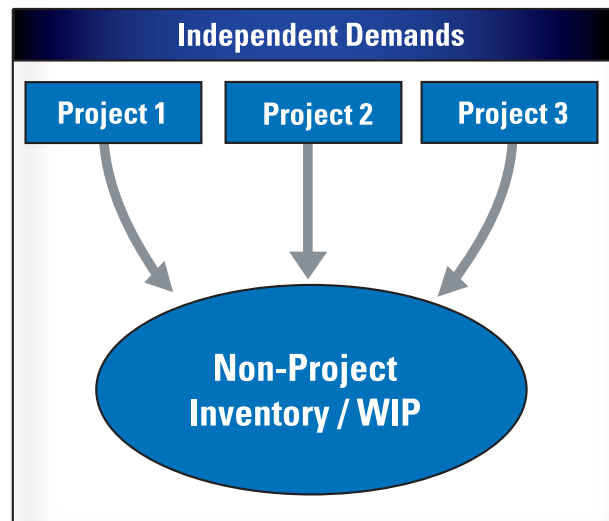 Independent Demands
Project 1
Project 2
Project 3
Non-Project
Inventory / WIP